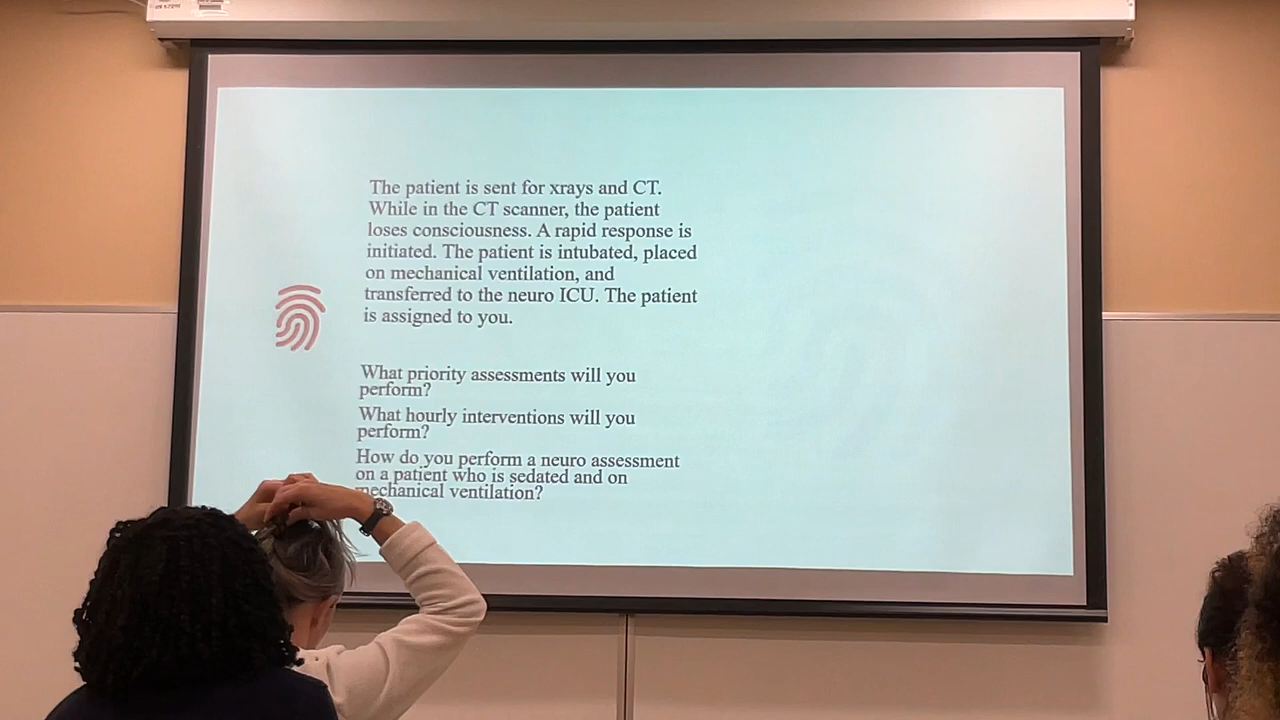 The patient is sent for xrays and CT.
While in the CT scanner, the patient
loses consciousness. A rapid response is
initiated. The patient is intubated, placed
on mechanical ventilation, and
transferred to the neuro ICU. The patient
is assigned to you.
What priority assessments will you
perform?
What hourly interventions will you
perform?
How do you perform a neuro assessment
on a patient who is sedated and on
mechanical ventilation?